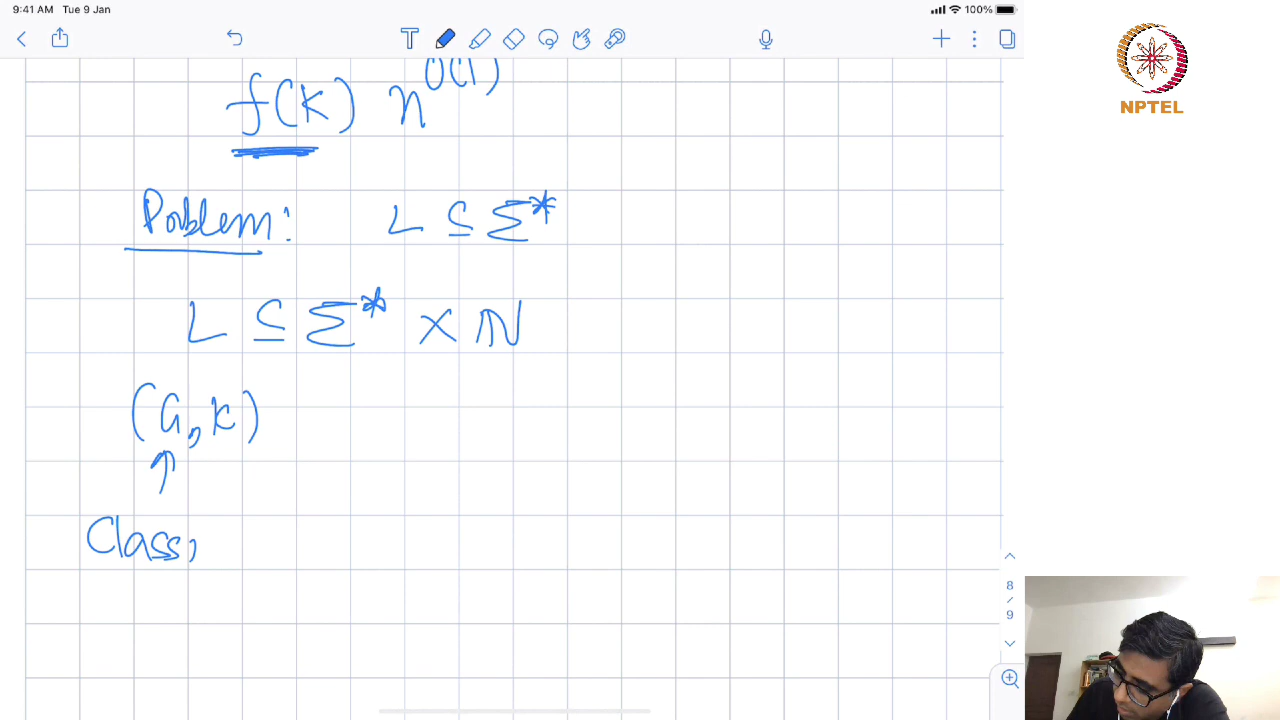 9:41 AM Tue 9 Jan
100%
NPTEL
f(k) n^O(1)
Problem: L ⊆ Σ*
L ⊆ Σ* × N
(G, k)
↑
Class,
8
/
9